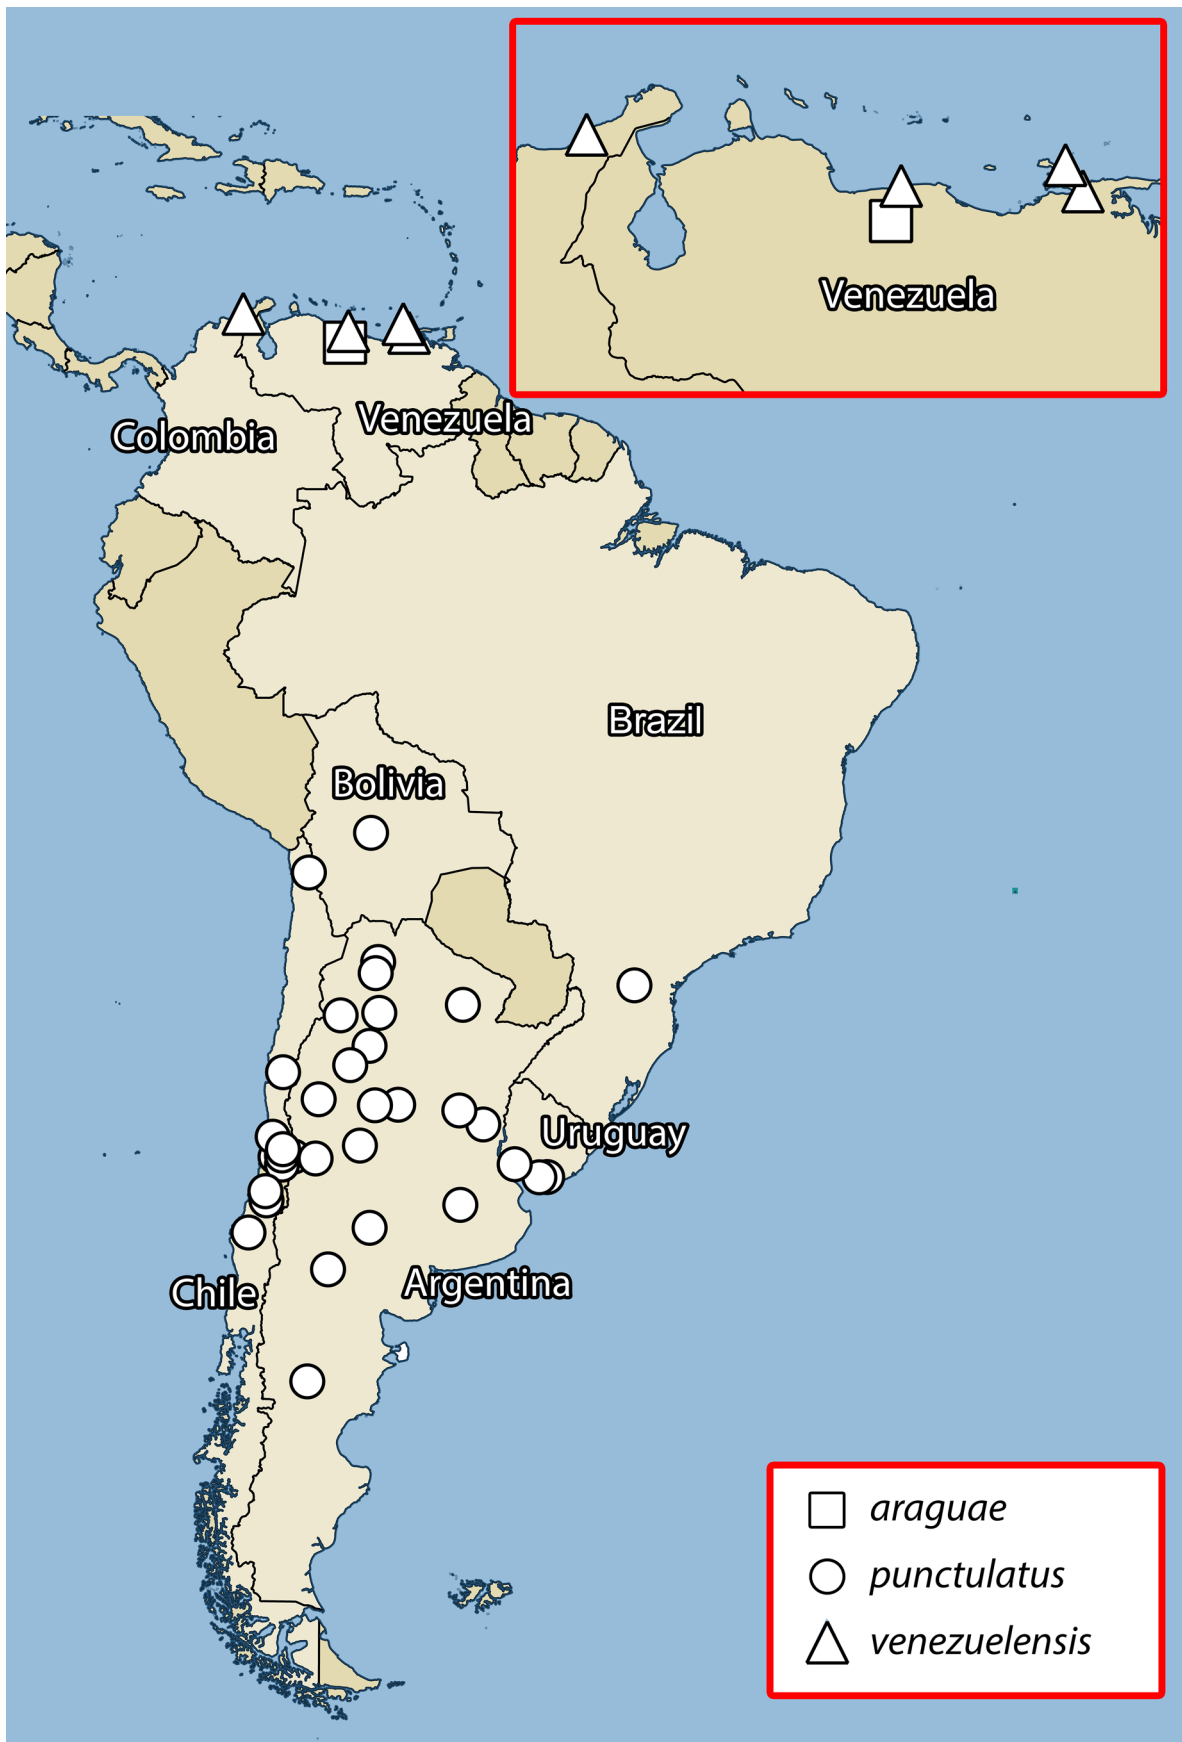 Venezuela
Colombia
Venezuela
Brazil
Bolivia
Uruguay
Chile
Argentina
araguae
punctulatus
venezuelensis